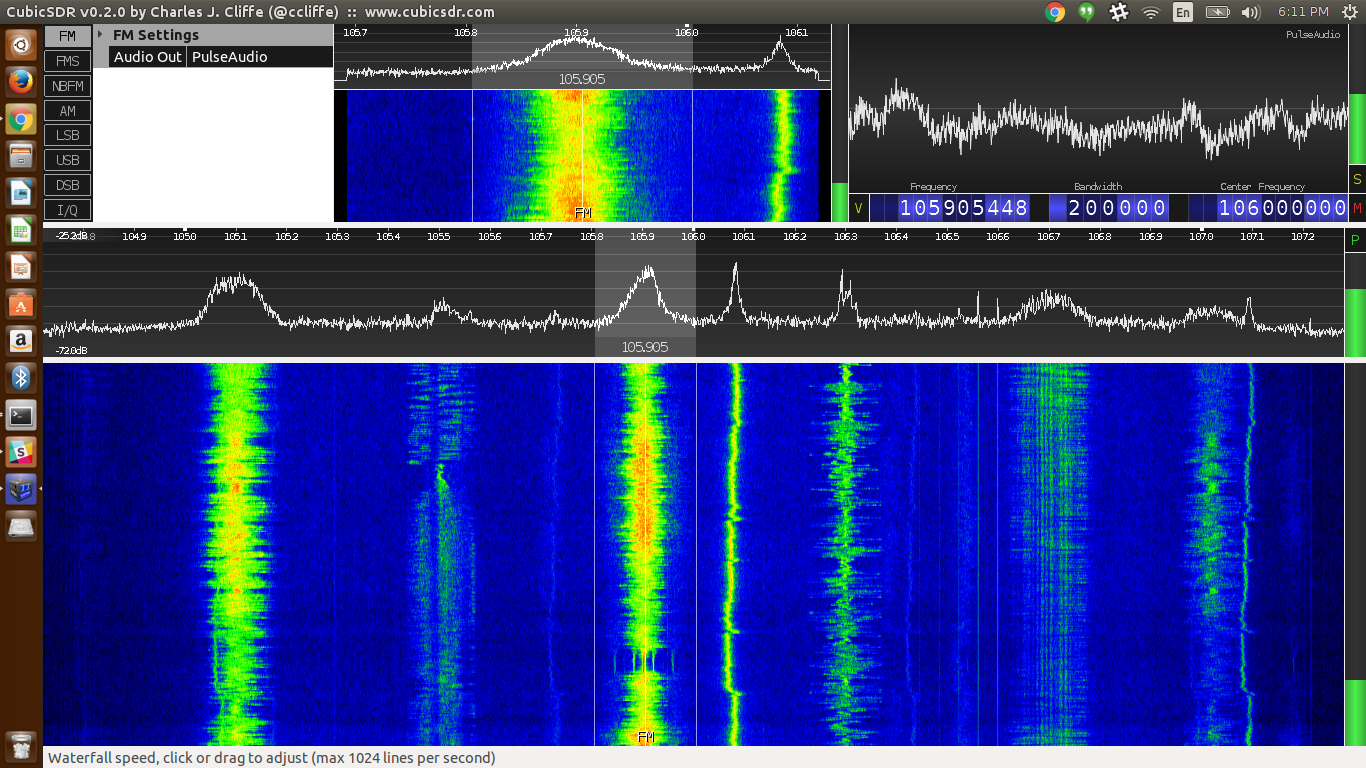 CubicSDR v0.2.0 by Charles J. Cliffe (@ccliffe) :: www.cubicsdr.com
En
6:11 PM
FM
FMS
NBFM
AM
LSB
USB
DSB
I/Q
FM Settings
Audio Out PulseAudio
105.7 105.8 105.9 106.0 106.1
105.905
FM
PulseAudio
Frequency Bandwidth Center Frequency
V 105905448 200000 106000000
S
M
P
-25.2dB 104.9 105.0 105.1 105.2 105.3 105.4 105.5 105.6 105.7 105.8 105.9 106.0 106.1 106.2 106.3 106.4 106.5 106.6 106.7 106.8 106.9 107.0 107.1 107.2
105.905
-72.0dB
FM
Waterfall speed, click or drag to adjust (max 1024 lines per second)